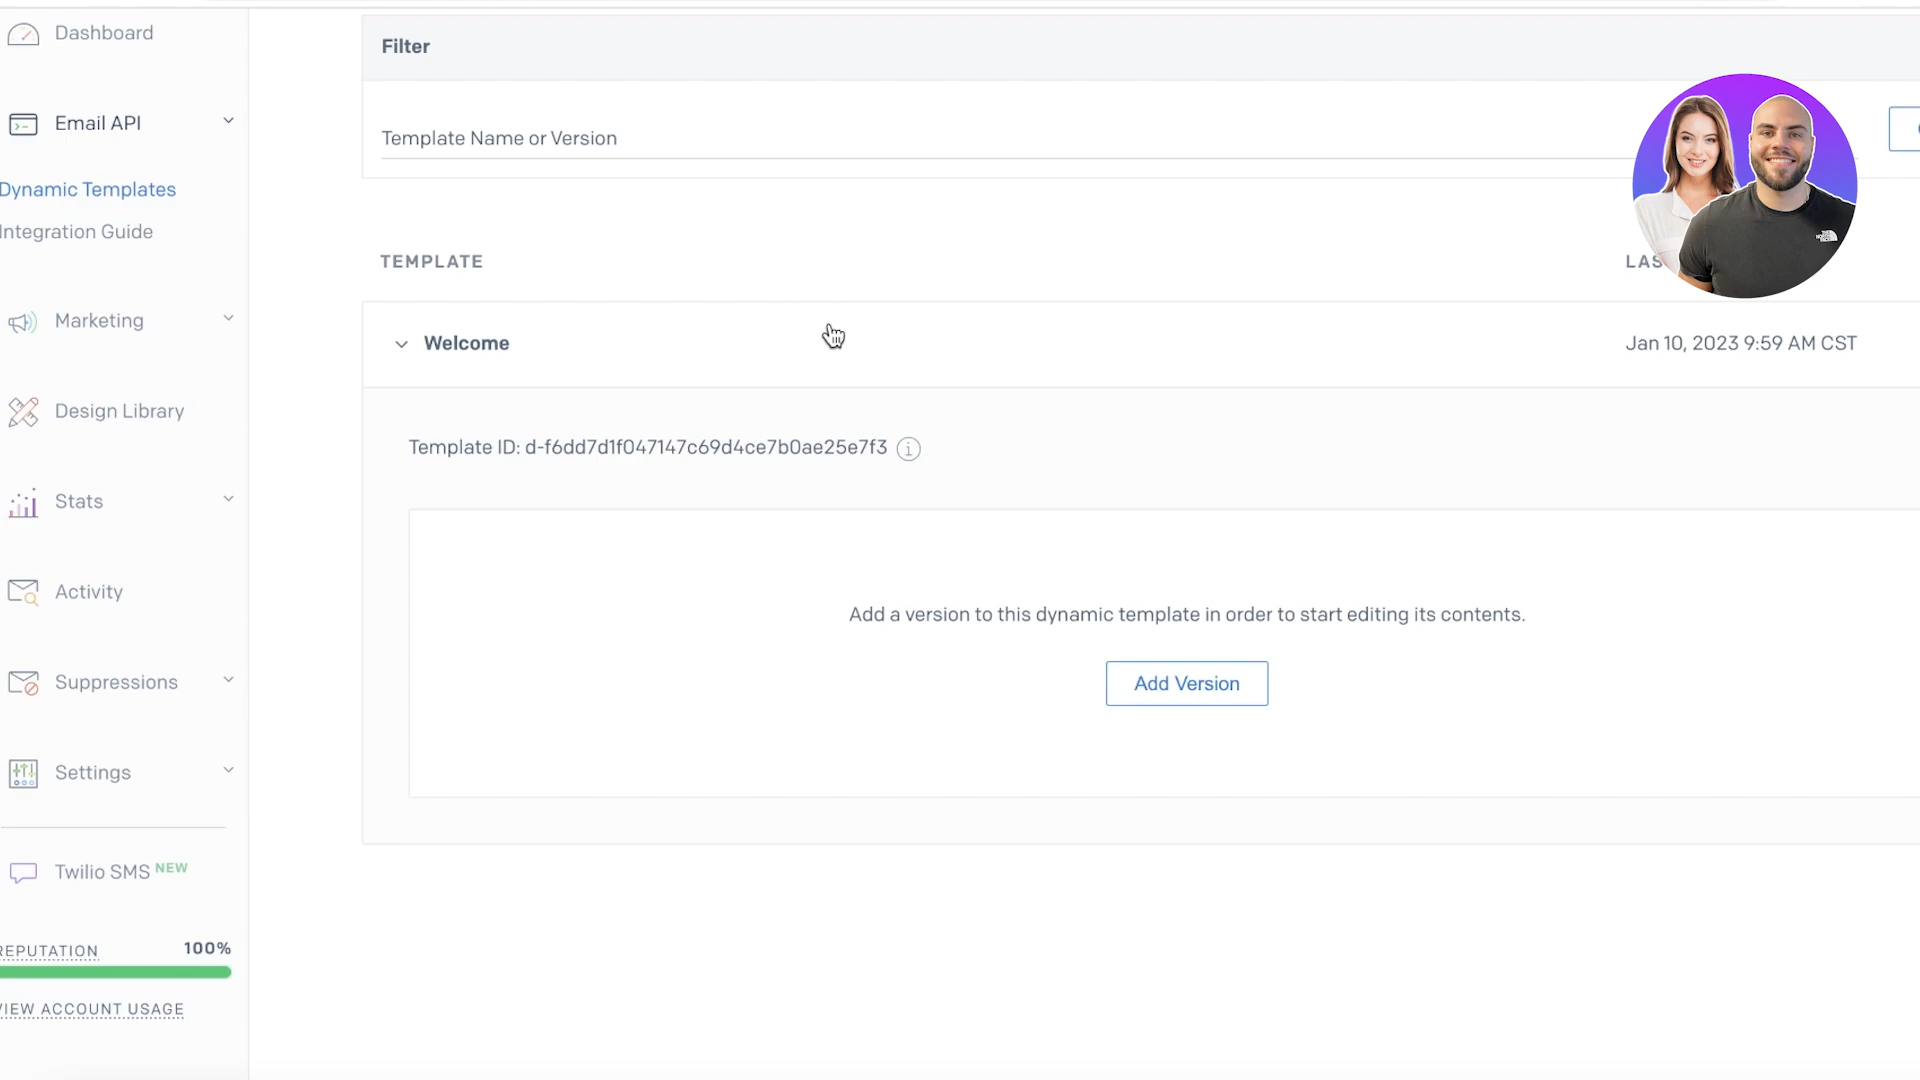 Dashboard
Email API
Dynamic Templates
Integration Guide
Marketing
Design Library
Stats
Activity
Suppressions
Settings
Twilio SMS NEW
REPUTATION 100%
VIEW ACCOUNT USAGE
Filter
Template Name or Version
TEMPLATE LAS
Welcome Jan 10, 2023 9:59 AM CST
Template ID: d-f6dd7d1f047147c69d4ce7b0ae25e7f3
Add a version to this dynamic template in order to start editing its contents.
Add Version